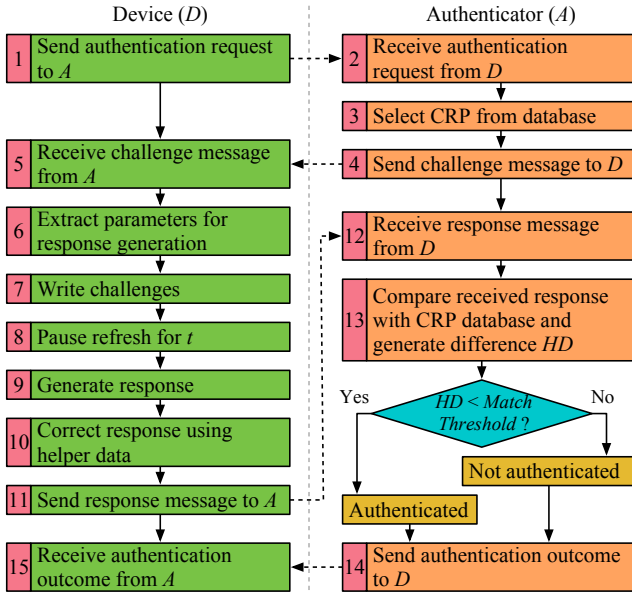 Device (D)
1
Send authentication request
to A
5
Receive challenge message
from A
6
Extract parameters for
response generation
7
Write challenges
8
Pause refresh for t
9
Generate response
10
Correct response using
helper data
11
Send response message to A
15
Receive authentication
outcome from A
Authenticator (A)
2
Receive authentication
request from D
3
Select CRP from database
4
Send challenge message to D
12
Receive response message
from D
13
Compare received response
with CRP database and
generate difference HD
Yes
HD < Match
Threshold ?
No
Not authenticated
Authenticated
14
Send authentication outcome
to D